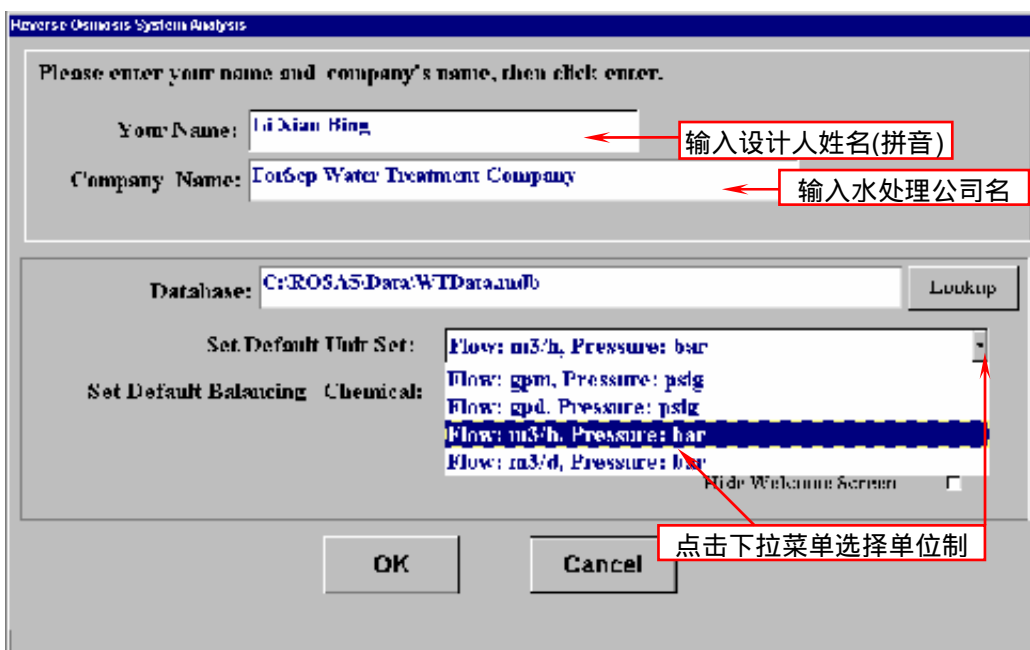 Reverse Osmosis System Analysis
Please enter your name and company's name, then click enter.
Your Name: Li Xian Bing
输入设计人姓名(拼音)
Company Name: Water Treatment Company
输入水处理公司名
Database: C:\ROSA5\Data\WTData.mdb
Lookup
Set Default Unit Set: Flow: m3/h, Pressure: bar
Flow: gpm, Pressure: psig
Set Default Balancing Chemical:
Flow: gpd, Pressure: psig
Flow: m3/h, Pressure: bar
Flow: m3/d, Pressure: bar
Hide Welcome Screen
点击下拉菜单选择单位制
OK
Cancel